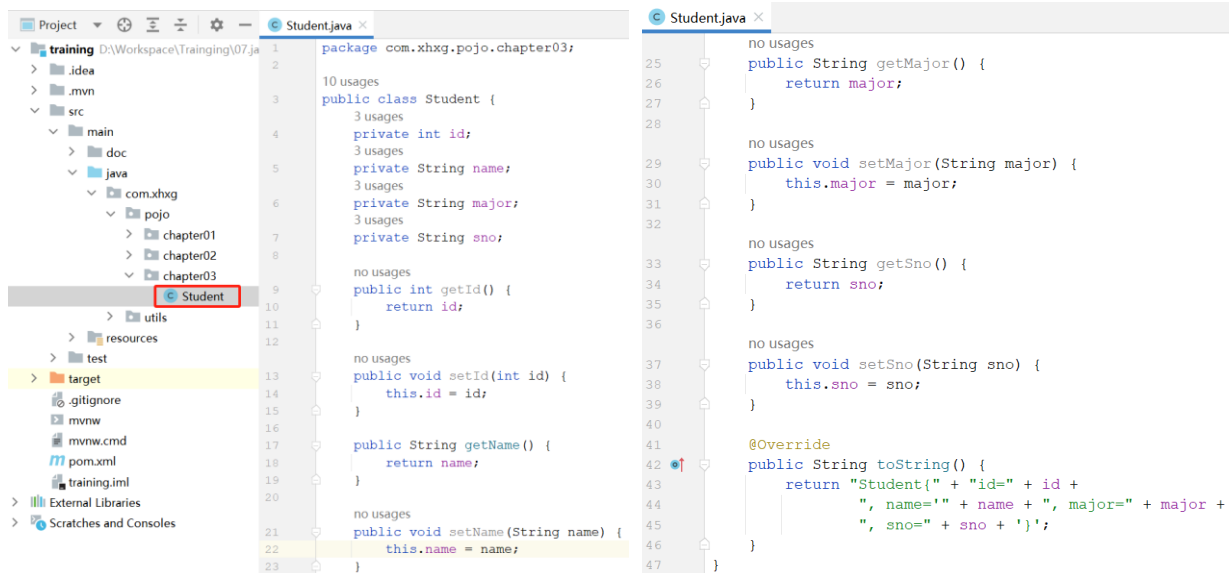 Project
training D:\Workspace\Trainging\07.ja
.idea
.mvn
src
main
doc
java
com.xhxg
pojo
chapter01
chapter02
chapter03
Student
utils
resources
test
target
.gitignore
mvnw
mvnw.cmd
pom.xml
training.iml
External Libraries
Scratches and Consoles
Student.java
1 package com.xhxg.pojo.chapter03;
2
10 usages
3 public class Student {
3 usages
4 private int id;
3 usages
5 private String name;
3 usages
6 private String major;
3 usages
7 private String sno;
8
no usages
9 public int getId() {
10 return id;
11 }
12
no usages
13 public void setId(int id) {
14 this.id = id;
15 }
16
17 public String getName() {
18 return name;
19 }
20
no usages
21 public void setName(String name) {
22 this.name = name;
23 }
Student.java
no usages
25 public String getMajor() {
26 return major;
27 }
28
no usages
29 public void setMajor(String major) {
30 this.major = major;
31 }
32
no usages
33 public String getSno() {
34 return sno;
35 }
36
no usages
37 public void setSno(String sno) {
38 this.sno = sno;
39 }
40
41 @Override
42 public String toString() {
43 return "Student{" + "id=" + id +
44 ", name='" + name + ", major=" + major +
45 ", sno=" + sno + '}';
46 }
47 }